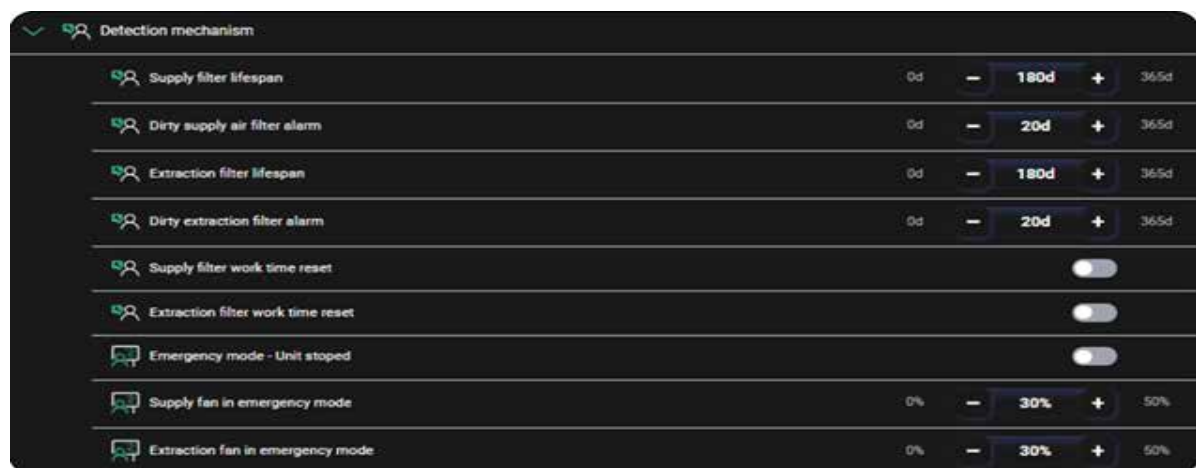 Detection mechanism
Supply filter lifespan 0d − 180d + 365d
Dirty supply air filter alarm 0d − 20d + 365d
Extraction filter lifespan 0d − 180d + 365d
Dirty extraction filter alarm 0d − 20d + 365d
Supply filter work time reset
Extraction filter work time reset
Emergency mode - Unit stoped
Supply fan in emergency mode 0% − 30% + 50%
Extraction fan in emergency mode 0% − 30% + 50%